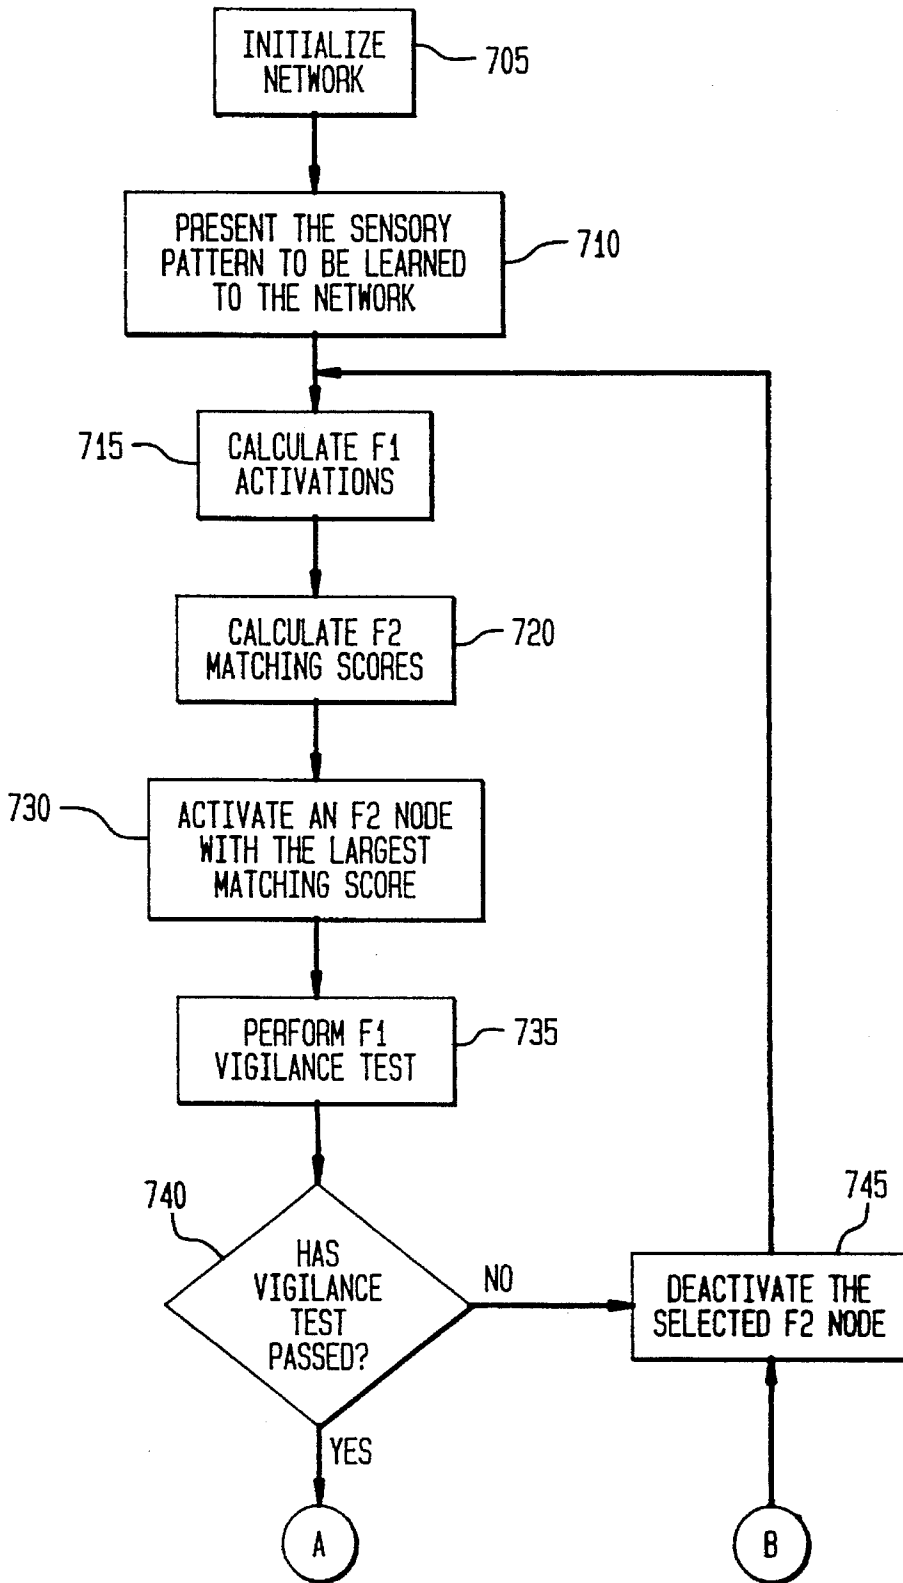 INITIALIZE
NETWORK
705
PRESENT THE SENSORY
PATTERN TO BE LEARNED
TO THE NETWORK
710
715
CALCULATE F1
ACTIVATIONS
CALCULATE F2
MATCHING SCORES
720
730
ACTIVATE AN F2 NODE
WITH THE LARGEST
MATCHING SCORE
PERFORM F1
VIGILANCE TEST
735
740
HAS
VIGILANCE
TEST
PASSED?
NO
745
DEACTIVATE THE
SELECTED F2 NODE
YES
A
B